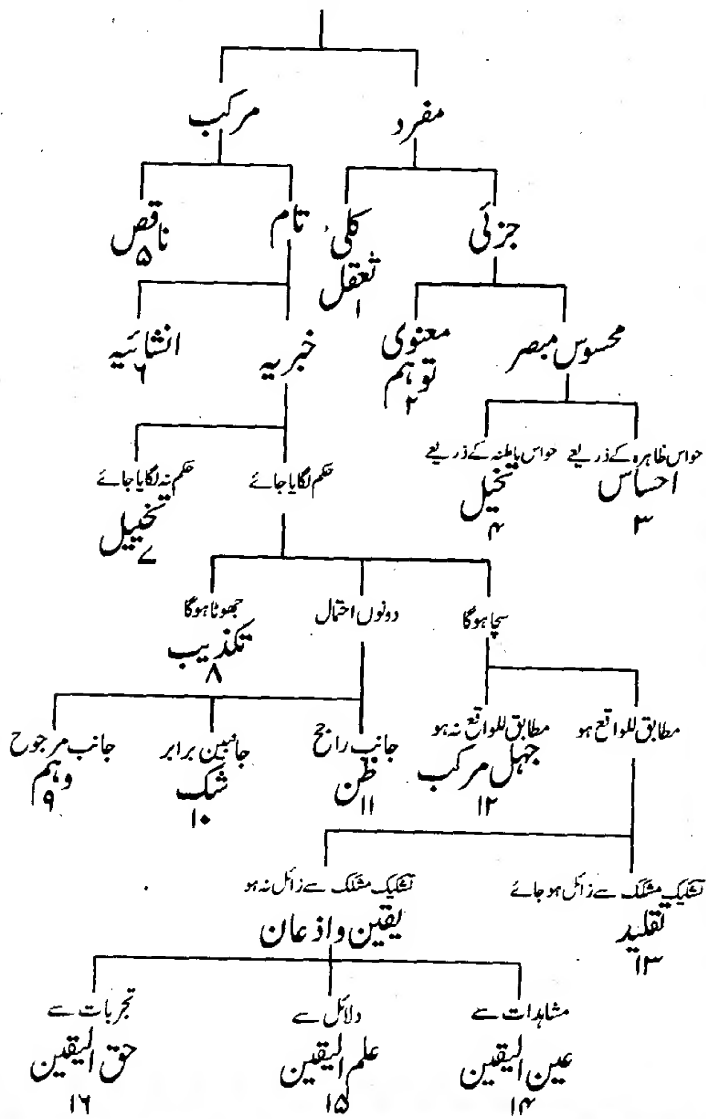 مفرد مرکب
جزئی کلی تام ناقص
تعقل ۵
۱
محسوس مبصر معنوی خبریہ انشائیہ
توہم ۶
۲
حواس ظاہرہ کے ذریعے حواس باطنہ کے ذریعے حکم لگایا جائے حکم نہ لگایا جائے
احساس تخیل تخییل
۳ ۴ ۷
سچا ہوگا دونوں احتمال جھوٹا ہوگا
تکذیب
۸
مطابق للواقع ہو مطابق للواقع نہ ہو جانب راجح جانبین برابر جانب مرجوح
جہل مرکب ظن شک وہم
۱۲ ۱۱ ۱۰ ۹
تشکیک مشکک سے زائل ہو جائے تشکیک مشکک سے زائل نہ ہو
تقلید یقین و اذعان
۱۳
مشاہدات سے دلائل سے تجربات سے
عین الیقین علم الیقین حق الیقین
۱۴ ۱۵ ۱۶